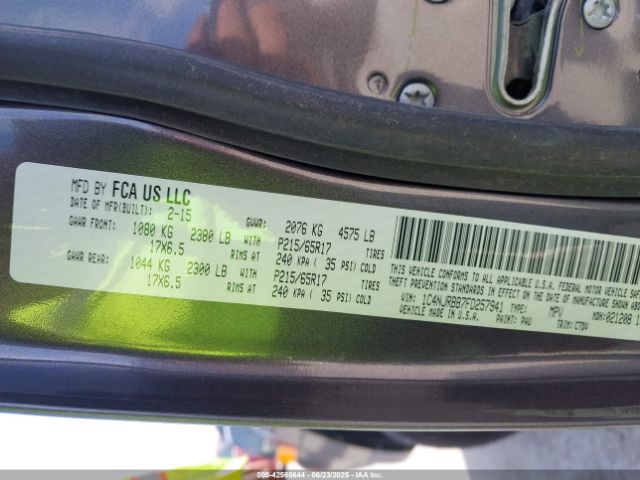 MFD BY FCA US LLC
DATE OF MFR(BUILT): 2-15 GVWR: 2076 KG 4575 LB
GAWR FRONT: 1080 KG 2380 LB WITH P215/65R17 TIRES
17X6.5 RIMS AT 240 KPA ( 35 PSI) COLD
GAWR REAR: 1044 KG 2300 LB WITH P215/65R17 TIRES
17X6.5 RIMS AT 240 KPA ( 35 PSI) COLD
THIS VEHICLE CONFORMS TO ALL APPLICABLE U.S.A. FEDERAL MOTOR VEHICLE
THEFT PREVENTION STANDARDS IN EFFECT ON THE DATE OF MANUFACTURE SHOWN
VIN: 1C4NJRBB7FD257941 TYPE: MPV MDH:021208
VEHICLE MADE IN U.S.A. PAINT: PAU TRIM: C7DV
© COPY 00-42568644 / 06/23/2025 - IAA, INC.